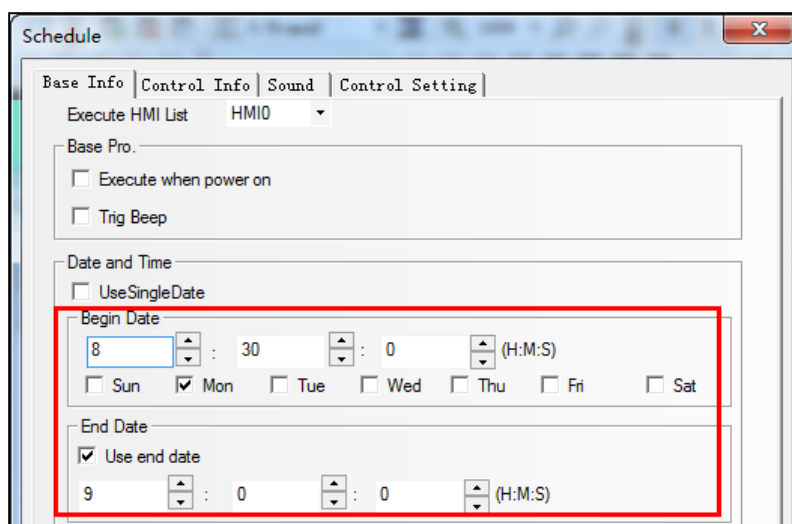 Schedule
Base Info Control Info Sound Control Setting
Execute HMI List HMI0
Base Pro.
Execute when power on
Trig Beep
Date and Time
UseSingleDate
Begin Date
8 : 30 : 0 (H:M:S)
Sun Mon Tue Wed Thu Fri Sat
End Date
Use end date
9 : 0 : 0 (H:M:S)